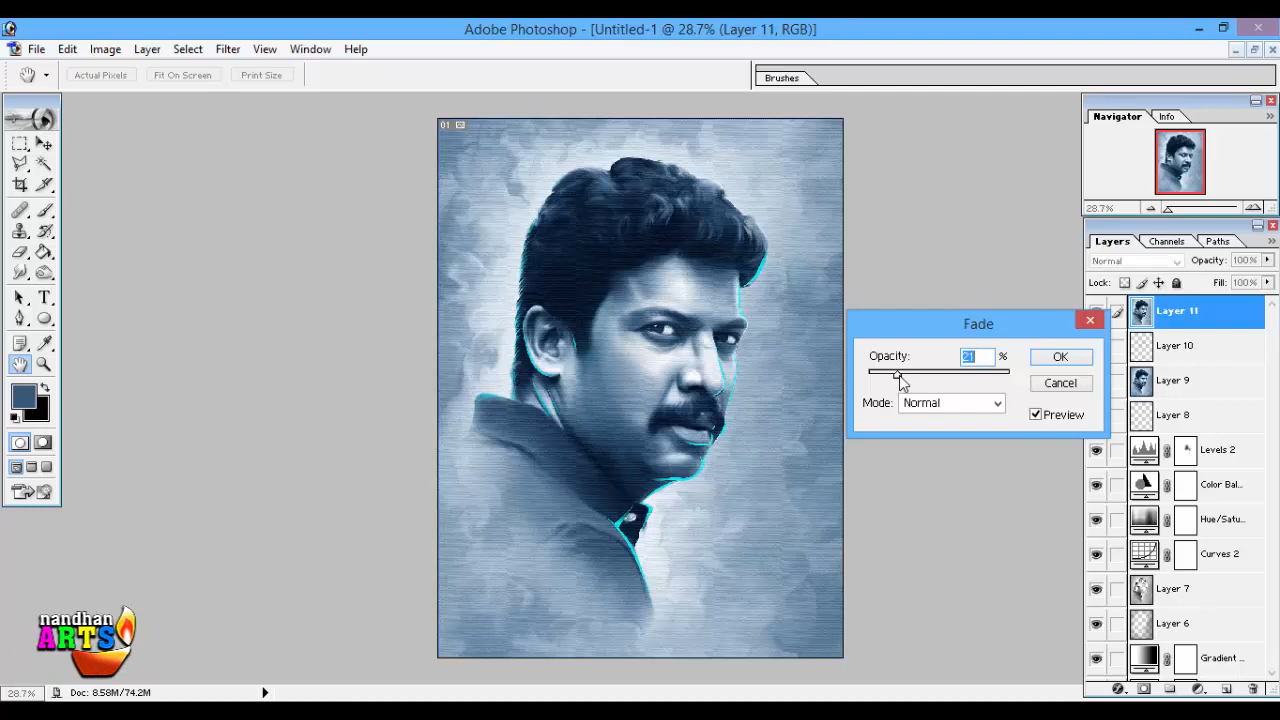 Adobe Photoshop - [Untitled-1 @ 28.7% (Layer 11, RGB)]
File Edit Image Layer Select Filter View Window Help
Actual Pixels Fit On Screen Print Size
Brushes
Navigator Info
01
28.7%
Layers Channels Paths
Normal Opacity: 100%
Lock: Fill: 100%
Layer 11
Layer 10
Layer 9
Layer 8
Levels 2
Color Bal...
Hue/Satu...
Curves 2
Layer 7
Layer 6
Gradient ...
Fade
Opacity: 21 %
OK
Cancel
Mode: Normal
Preview
nandhan
ARTS
28.7% Doc: 8.58M/74.2M